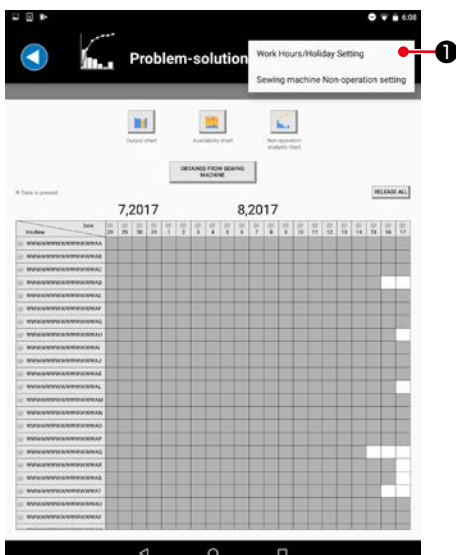 6:08
Problem-solution
Work Hours/Holiday Setting
Sewing machine Non-operation setting
1
Output chart
Availability chart
Non-operation
analysis chart
OBTAINED FROM SEWING
MACHINE
RELEASE ALL
※ Data is present
7,2017 8,2017
Date
Machine
28 29 30 31 1 2 3 4 5 6 7 8 9 10 11 12 13 14 15 16 17
WWWWWWWWWWWWWWAA
WWWWWWWWWWWWWWAB
WWWWWWWWWWWWWWAC
WWWWWWWWWWWWWWAD
WWWWWWWWWWWWWWAE
WWWWWWWWWWWWWWAF
WWWWWWWWWWWWWWAG
WWWWWWWWWWWWWWAH
WWWWWWWWWWWWWWAI
WWWWWWWWWWWWWWAJ
WWWWWWWWWWWWWWAK
WWWWWWWWWWWWWWAL
WWWWWWWWWWWWWWAM
WWWWWWWWWWWWWWAN
WWWWWWWWWWWWWWAO
WWWWWWWWWWWWWWAP
WWWWWWWWWWWWWWAQ
WWWWWWWWWWWWWWAR
WWWWWWWWWWWWWWAS
WWWWWWWWWWWWWWAT
WWWWWWWWWWWWWWAU
WWWWWWWWWWWWWWAV